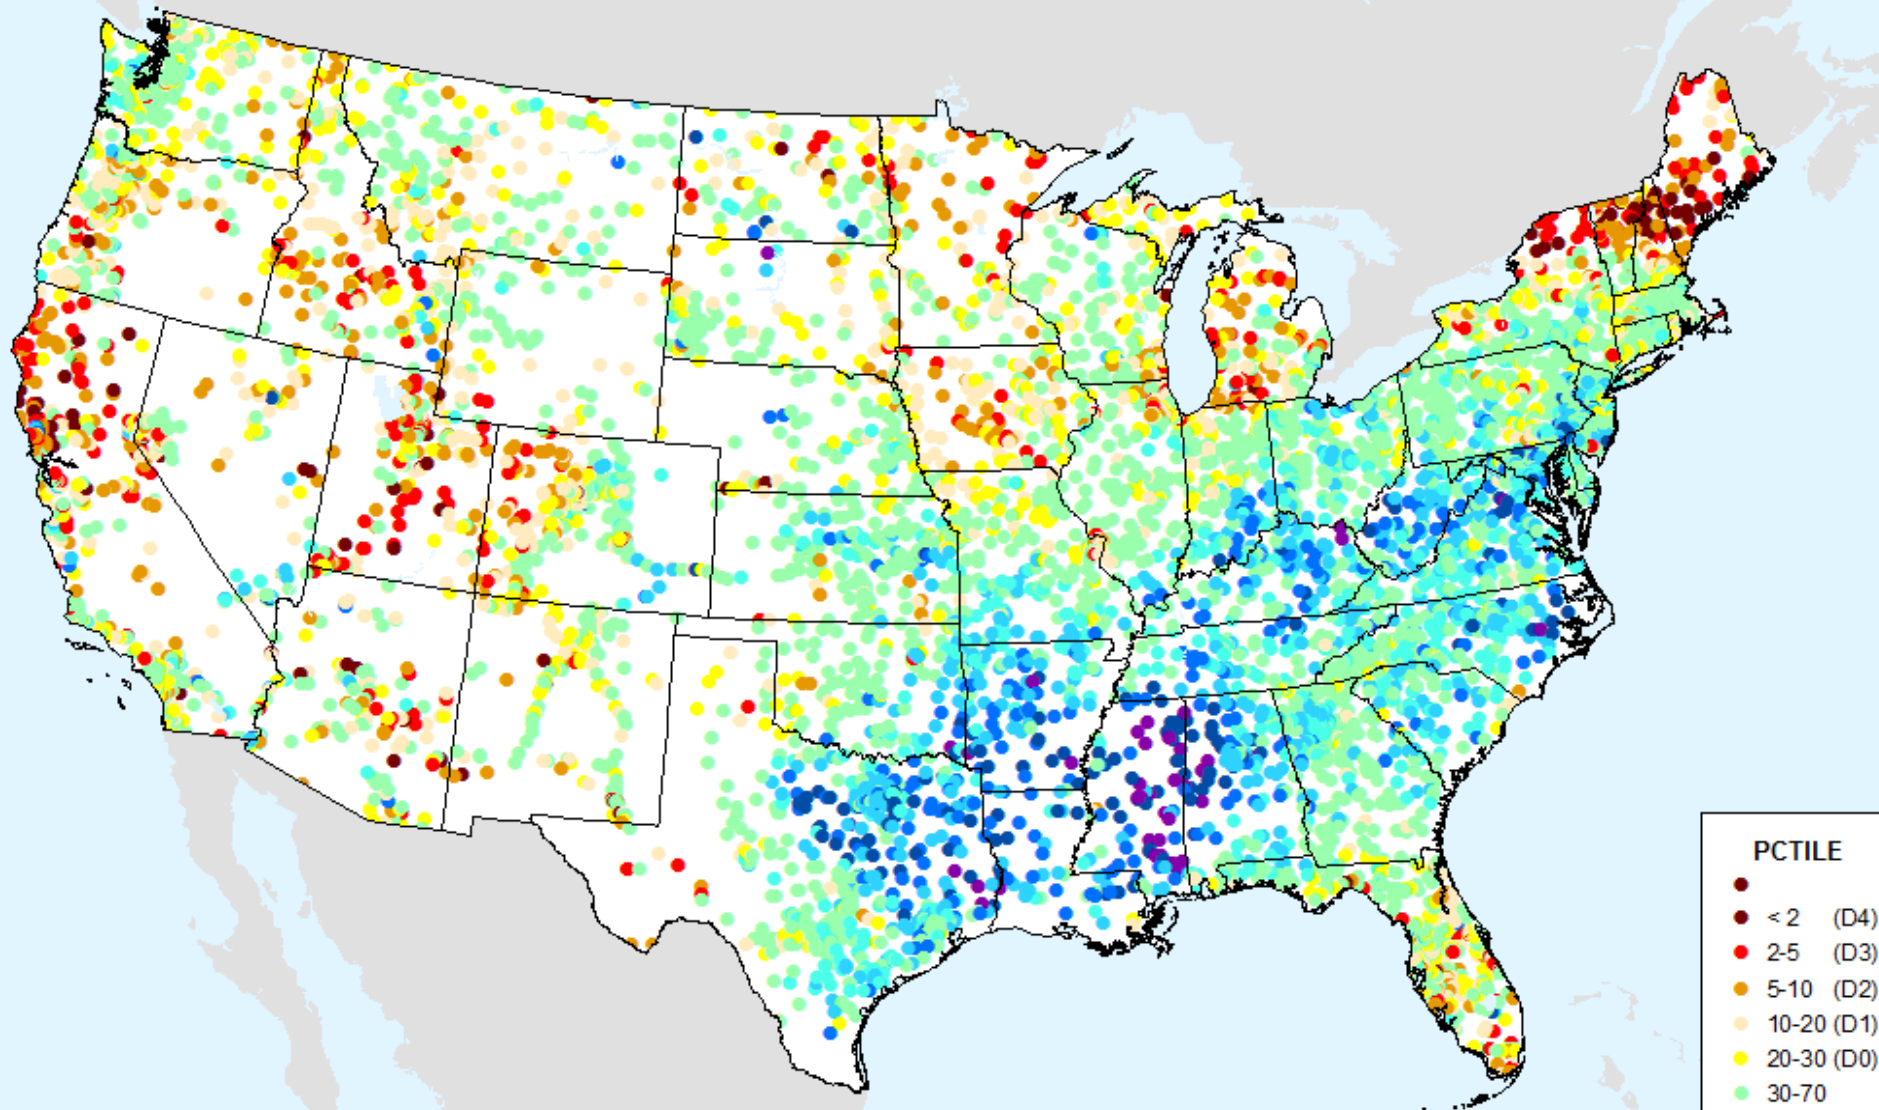 PCTILE
< 2 (D4)
2-5 (D3)
5-10 (D2)
10-20 (D1)
20-30 (D0)
30-70